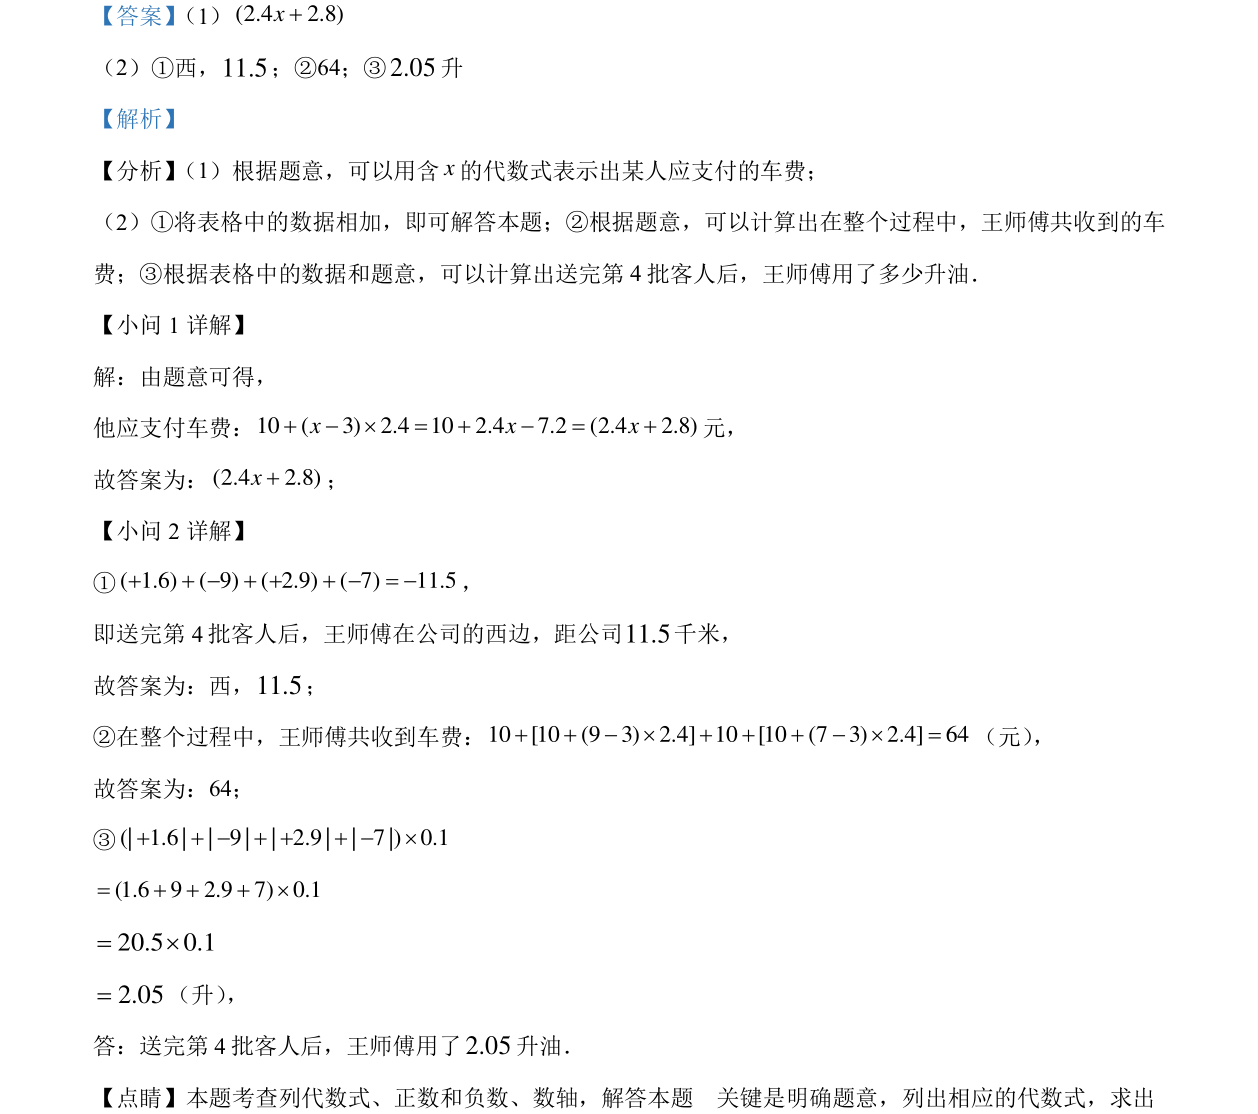 【答案】（1）(2.4x+2.8)
（2）①西，11.5；②64；③2.05升
【解析】
【分析】（1）根据题意，可以用含x的代数式表示出某人应支付的车费；
（2）①将表格中的数据相加，即可解答本题；②根据题意，可以计算出在整个过程中，王师傅共收到的车
费；③根据表格中的数据和题意，可以计算出送完第4批客人后，王师傅用了多少升油．
【小问1详解】
解：由题意可得，
他应支付车费：10+(x−3)×2.4=10+2.4x−7.2=(2.4x+2.8)元，
故答案为：(2.4x+2.8)；
【小问2详解】
①(+1.6)+(−9)+(+2.9)+(−7)=−11.5，
即送完第4批客人后，王师傅在公司的西边，距公司11.5千米，
故答案为：西，11.5；
②在整个过程中，王师傅共收到车费：10+[10+(9−3)×2.4]+10+[10+(7−3)×2.4]=64（元），
故答案为：64；
③(|+1.6|+|−9|+|+2.9|+|−7|)×0.1
=(1.6+9+2.9+7)×0.1
=20.5×0.1
=2.05（升），
答：送完第4批客人后，王师傅用了2.05升油．
【点睛】本题考查列代数式、正数和负数、数轴，解答本题　关键是明确题意，列出相应的代数式，求出